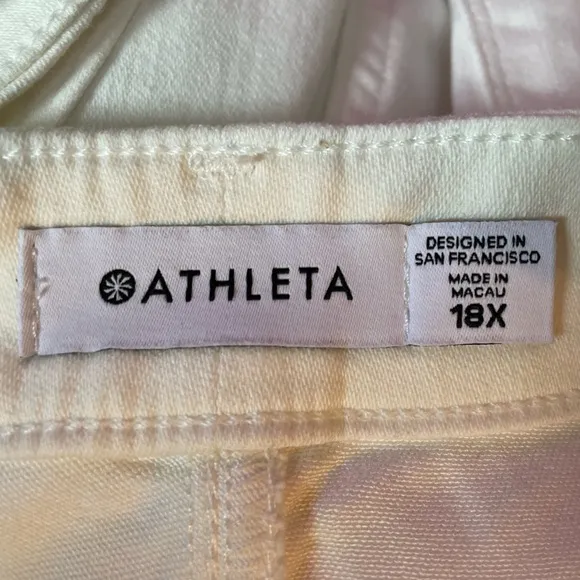 ATHLETA
DESIGNED IN
SAN FRANCISCO
MADE IN
MACAU
18X